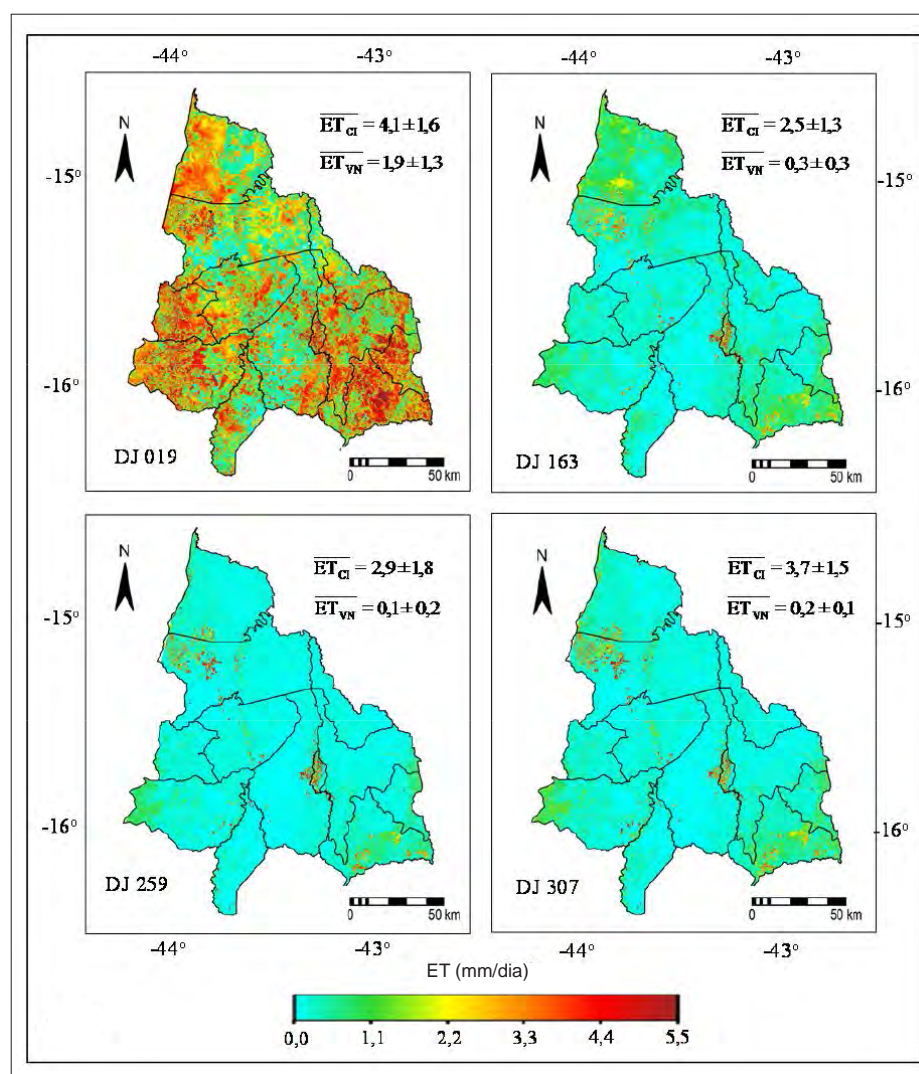 -44° -43° -44° -43°
N
ET_CI = 4,1±1,6
ET_VN = 1,9±1,3
-15°
-16°
DJ 019
0 50 km
N
ET_CI = 2,5±1,3
ET_VN = 0,3±0,3
-15°
-16°
DJ 163
0 50 km
N
ET_CI = 2,9±1,8
ET_VN = 0,1±0,2
-15°
-16°
DJ 259
0 50 km
N
ET_CI = 3,7±1,5
ET_VN = 0,2±0,1
-15°
-16°
DJ 307
0 50 km
-44° -43° -44° -43°
ET (mm/dia)
0,0 1,1 2,2 3,3 4,4 5,5